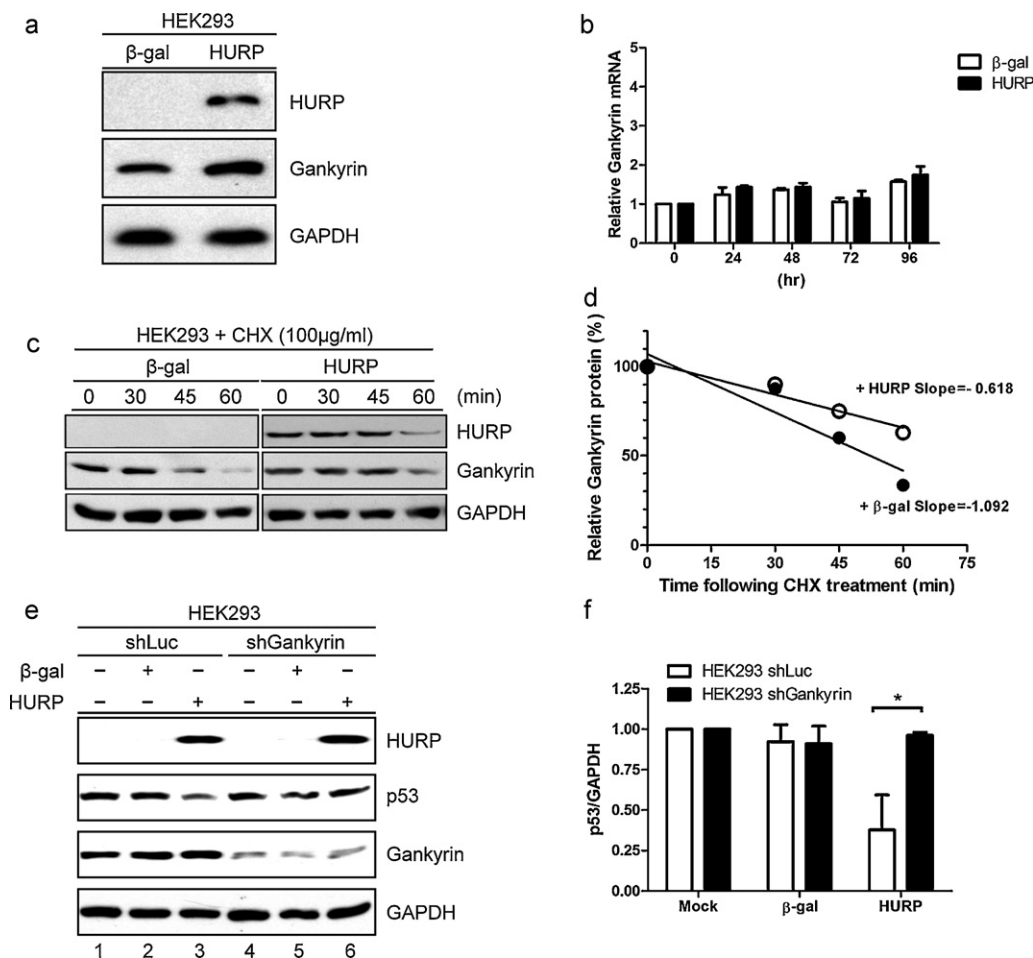 a
HEK293
β-gal HURP
HURP
Gankyrin
GAPDH
b
β-gal
HURP
Relative Gankyrin mRNA
5
4
3
2
1
0
0 24 48 72 96
(hr)
c
HEK293 + CHX (100μg/ml)
β-gal HURP
0 30 45 60 0 30 45 60 (min)
HURP
Gankyrin
GAPDH
d
Relative Gankyrin protein (%)
100
50
0
+ HURP Slope=- 0.618
+ β-gal Slope=-1.092
0 15 30 45 60 75
Time following CHX treatment (min)
e
HEK293
shLuc shGankyrin
β-gal – + – – + –
HURP – – + – – +
HURP
p53
Gankyrin
GAPDH
1 2 3 4 5 6
f
HEK293 shLuc
HEK293 shGankyrin
p53/GAPDH
1.25
1.00
0.75
0.50
0.25
0.00
*
Mock β-gal HURP